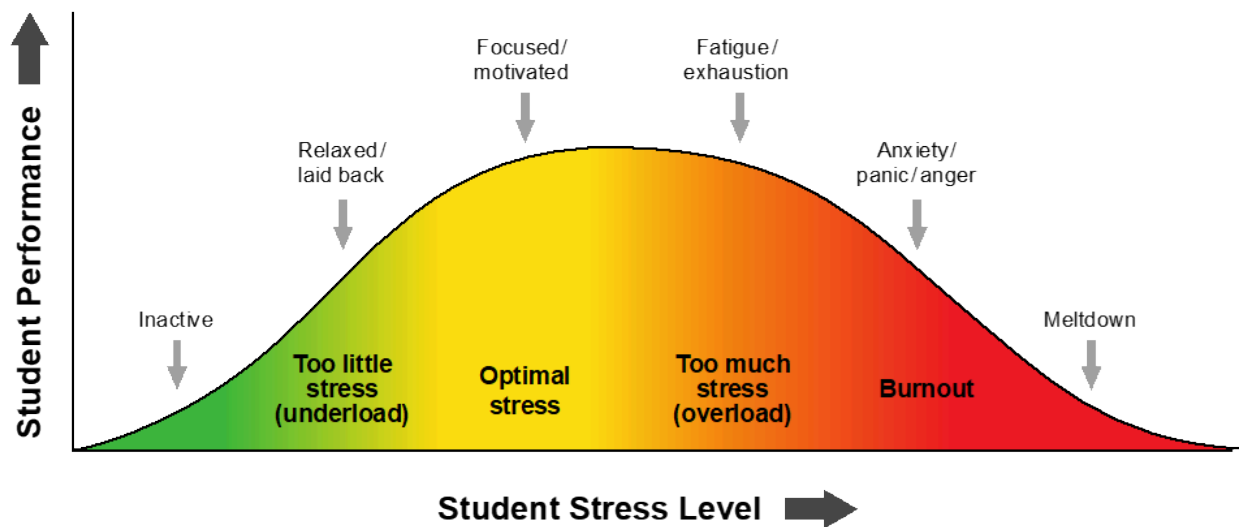 Student Performance
Focused/
motivated
Fatigue/
exhaustion
Relaxed/
laid back
Anxiety/
panic/anger
Inactive
Meltdown
Too little
stress
(underload)
Optimal
stress
Too much
stress
(overload)
Burnout
Student Stress Level